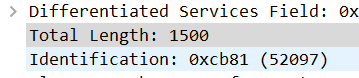 Differentiated Services Field: 0x
Total Length: 1500
Identification: 0xcb81 (52097)